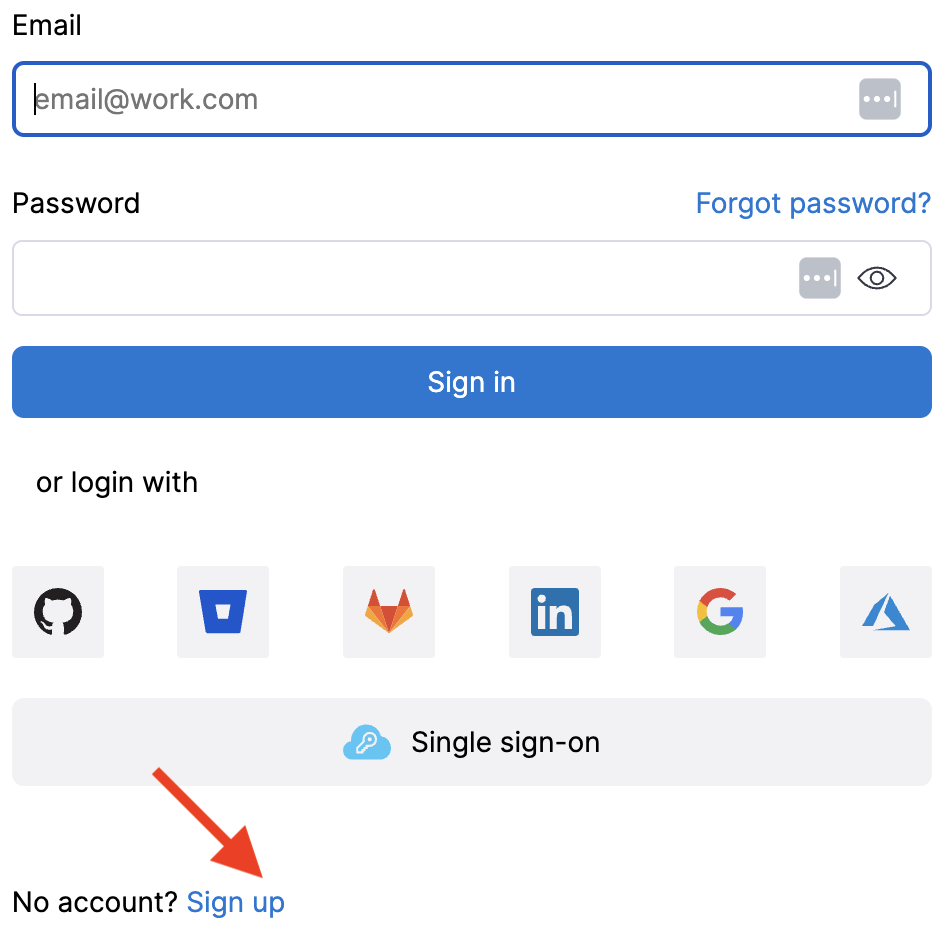 Email
email@work.com
Password
Forgot password?
Sign in
or login with
in
G
Single sign-on
No account? Sign up